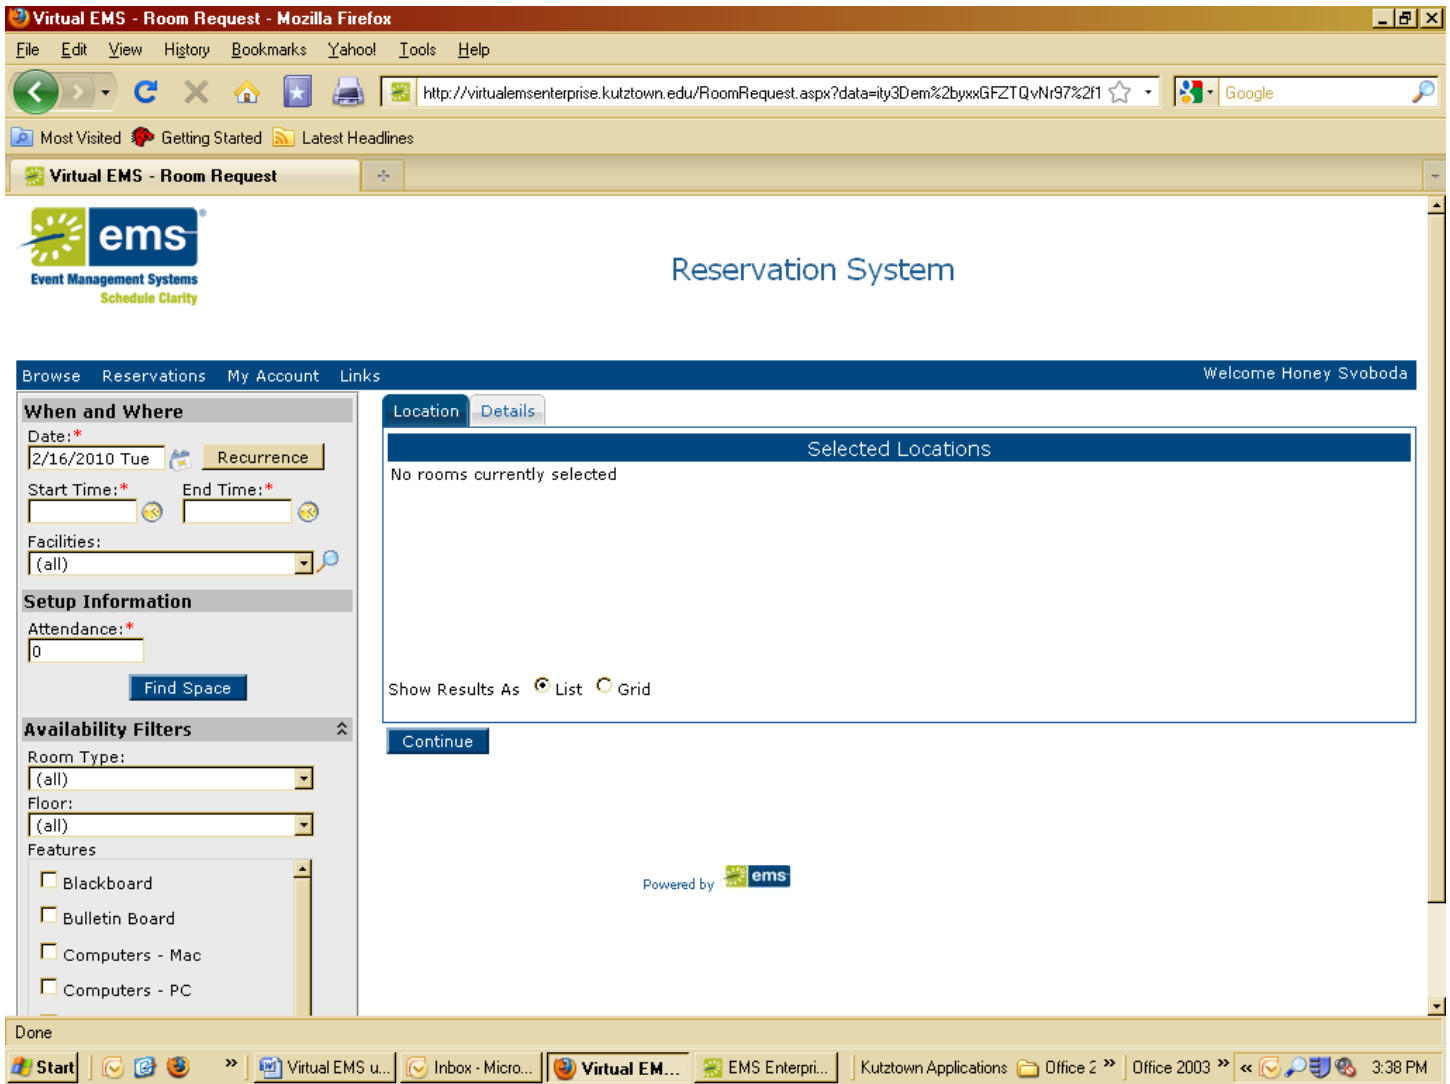 Virtual EMS - Room Request - Mozilla Firefox
File Edit View History Bookmarks Yahoo! Tools Help
http://virtualemsenterprise.kutztown.edu/RoomRequest.aspx?data=ity3Dem%2byxxGFZTQvNr97%2f1
Google
Most Visited Getting Started Latest Headlines
Virtual EMS - Room Request
ems®
Event Management Systems
Schedule Clarity
Reservation System
Browse Reservations My Account Links Welcome Honey Svoboda
When and Where
Date:*
2/16/2010 Tue Recurrence
Start Time:* End Time:*
Facilities:
(all)
Setup Information
Attendance:*
0
Find Space
Availability Filters
Room Type:
(all)
Floor:
(all)
Features
Blackboard
Bulletin Board
Computers - Mac
Computers - PC
Location Details
Selected Locations
No rooms currently selected
Show Results As List Grid
Continue
Powered by ems
Done
Start » Virtual EMS u... Inbox - Micro... Virtual EM... EMS Enterpri... Kutztown Applications Office 2 » Office 2003 » « 3:38 PM